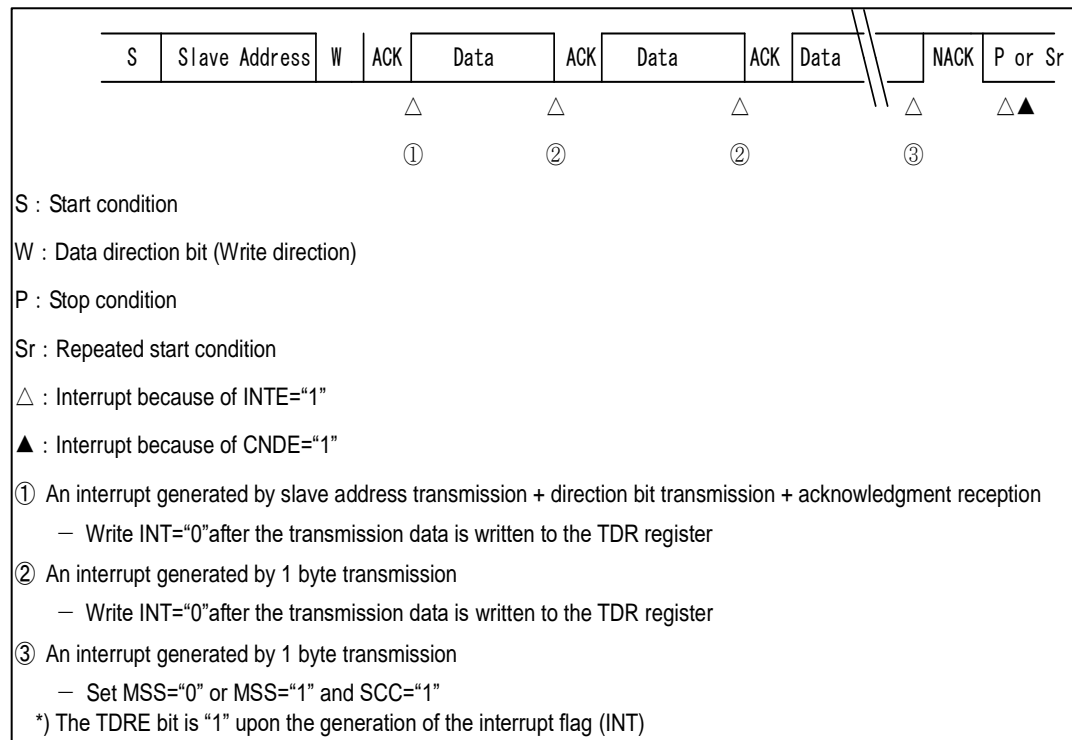 S Slave Address W ACK Data ACK Data ACK Data NACK P or Sr
△ △ △ △ △▲
① ② ② ③
S : Start condition
W : Data direction bit (Write direction)
P : Stop condition
Sr : Repeated start condition
△ : Interrupt because of INTE=“1”
▲ : Interrupt because of CNDE=“1”
① An interrupt generated by slave address transmission + direction bit transmission + acknowledgment reception
－ Write INT=“0”after the transmission data is written to the TDR register
② An interrupt generated by 1 byte transmission
－ Write INT=“0”after the transmission data is written to the TDR register
③ An interrupt generated by 1 byte transmission
－ Set MSS=“0” or MSS=“1” and SCC=“1”
*) The TDRE bit is “1” upon the generation of the interrupt flag (INT)